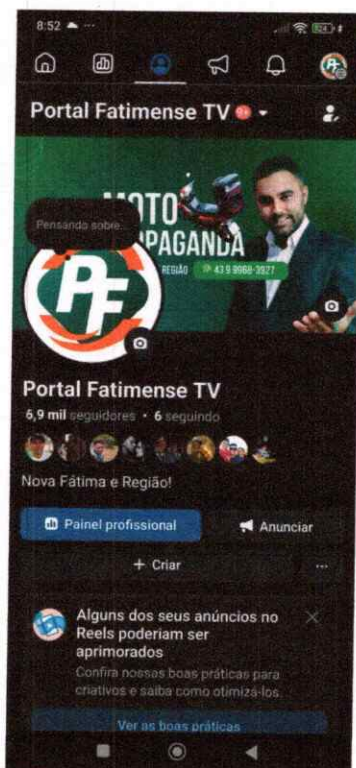 8:52
Portal Fatimense TV 9+
MOTO
PROPAGANDA
REGIÃO 43 9 9968-3927
Pensando sobre...
PF
Portal Fatimense TV
6,9 mil seguidores • 6 seguindo
Nova Fátima e Região!
Painel profissional
Anunciar
+ Criar
...
Alguns dos seus anúncios no
Reels poderiam ser
aprimorados
Confira nossas boas práticas para
criativos e saiba como otimizá-los.
Ver as boas práticas